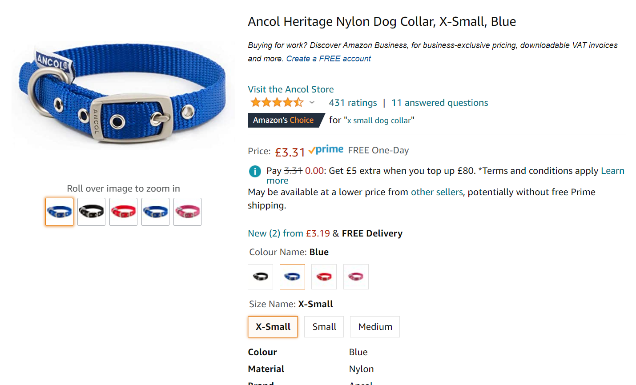 Ancol Heritage Nylon Dog Collar, X-Small, Blue
Buying for work? Discover Amazon Business, for business-exclusive pricing, downloadable VAT invoices
and more. Create a FREE account
Visit the Ancol Store
431 ratings | 11 answered questions
Amazon's Choice for "x small dog collar"
Price: £3.31 prime FREE One-Day
Pay 3.31 0.00: Get £5 extra when you top up £80. *Terms and conditions apply Learn
more
May be available at a lower price from other sellers, potentially without free Prime
shipping.
New (2) from £3.19 & FREE Delivery
Colour Name: Blue
Size Name: X-Small
X-Small Small Medium
Colour Blue
Material Nylon
Brand Ancol
ANCOL
ANCOL
Roll over image to zoom in